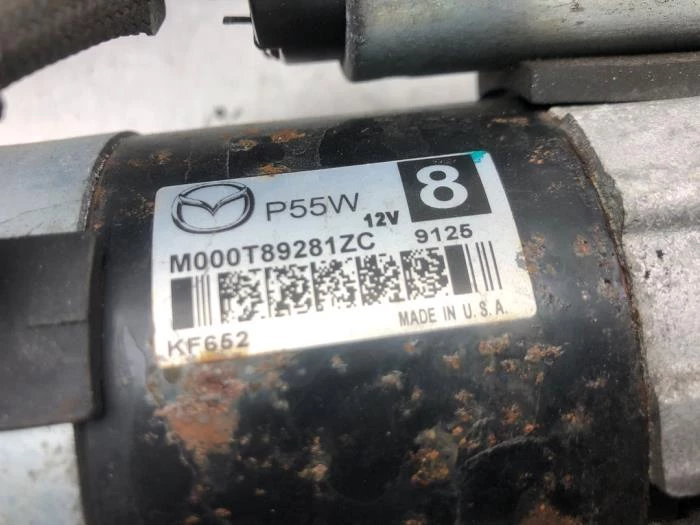 P55W 12V 8
M000T89281ZC 9125
KF652 MADE IN U.S.A.